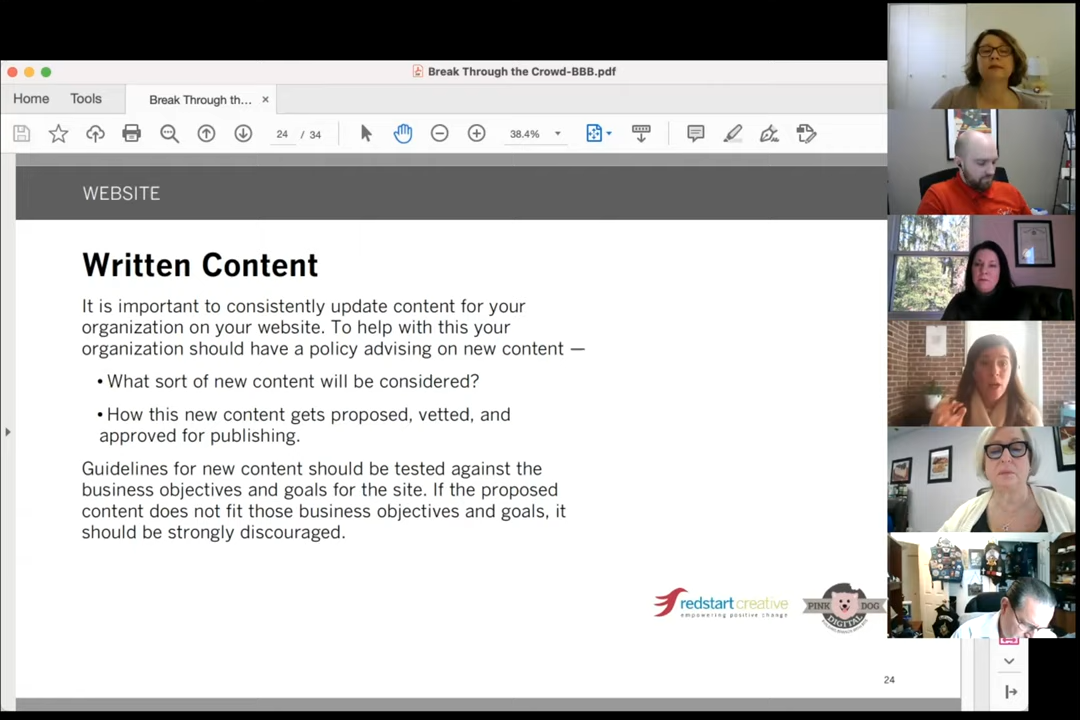 Break Through the Crowd-BBB.pdf
Home
Tools
Break Through th...
24 / 34
38.4%
WEBSITE
Written Content
It is important to consistently update content for your
organization on your website. To help with this your
organization should have a policy advising on new content —
• What sort of new content will be considered?
• How this new content gets proposed, vetted, and
approved for publishing.
Guidelines for new content should be tested against the
business objectives and goals for the site. If the proposed
content does not fit those business objectives and goals, it
should be strongly discouraged.
redstart creative
empowering positive change
PINK DOG
DIGITAL
24